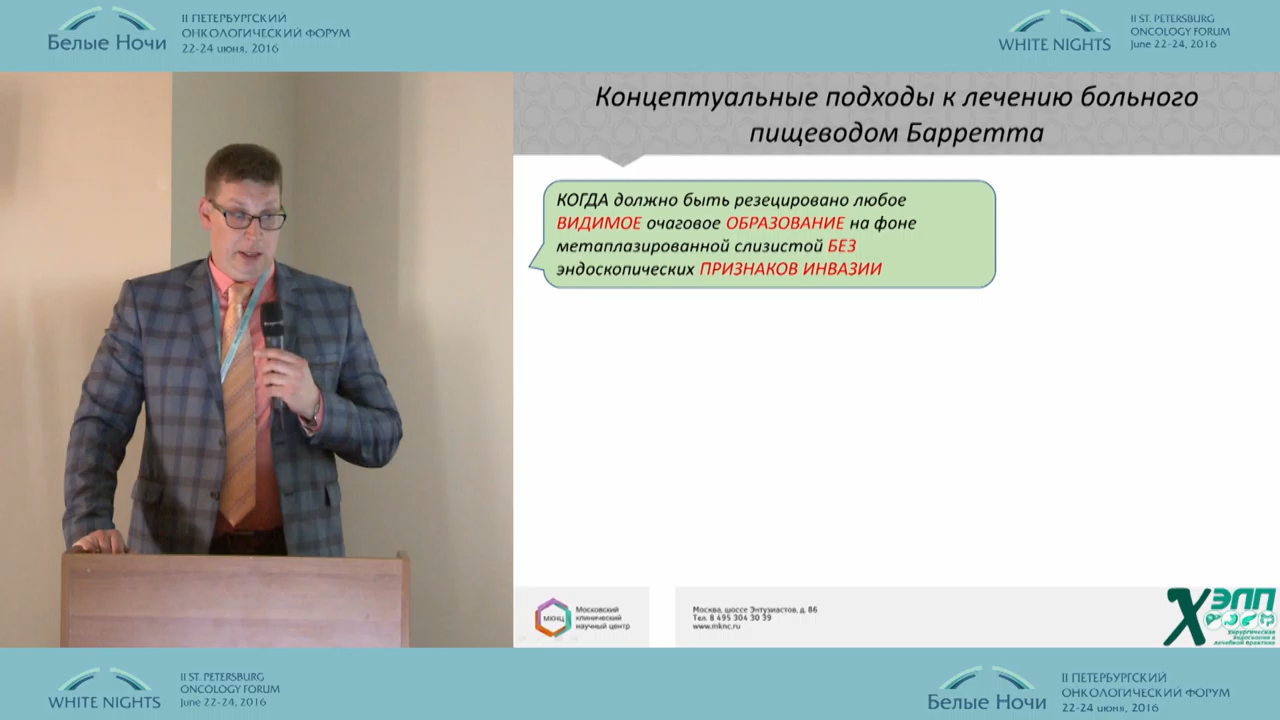 Белые Ночи
II ПЕТЕРБУРГСКИЙ
ОНКОЛОГИЧЕСКИЙ ФОРУМ
22-24 июня, 2016
WHITE NIGHTS
II ST. PETERSBURG
ONCOLOGY FORUM
June 22-24, 2016
Концептуальные подходы к лечению больного
пищеводом Барретта
КОГДА должно быть резецировано любое
ВИДИМОЕ очаговое ОБРАЗОВАНИЕ на фоне
метаплазированной слизистой БЕЗ
эндоскопических ПРИЗНАКОВ ИНВАЗИИ
МКНЦ
Московский
клинический
научный центр
Москва, шоссе Энтузиастов, д. 86
Тел. 8 495 304 30 39
www.mknc.ru
ХЭЛП
хирургическая
эндоскопия в
лечебной практике
WHITE NIGHTS
II ST. PETERSBURG
ONCOLOGY FORUM
June 22-24, 2016
Белые Ночи
II ПЕТЕРБУРГСКИЙ
ОНКОЛОГИЧЕСКИЙ ФОРУМ
22-24 июня, 2016